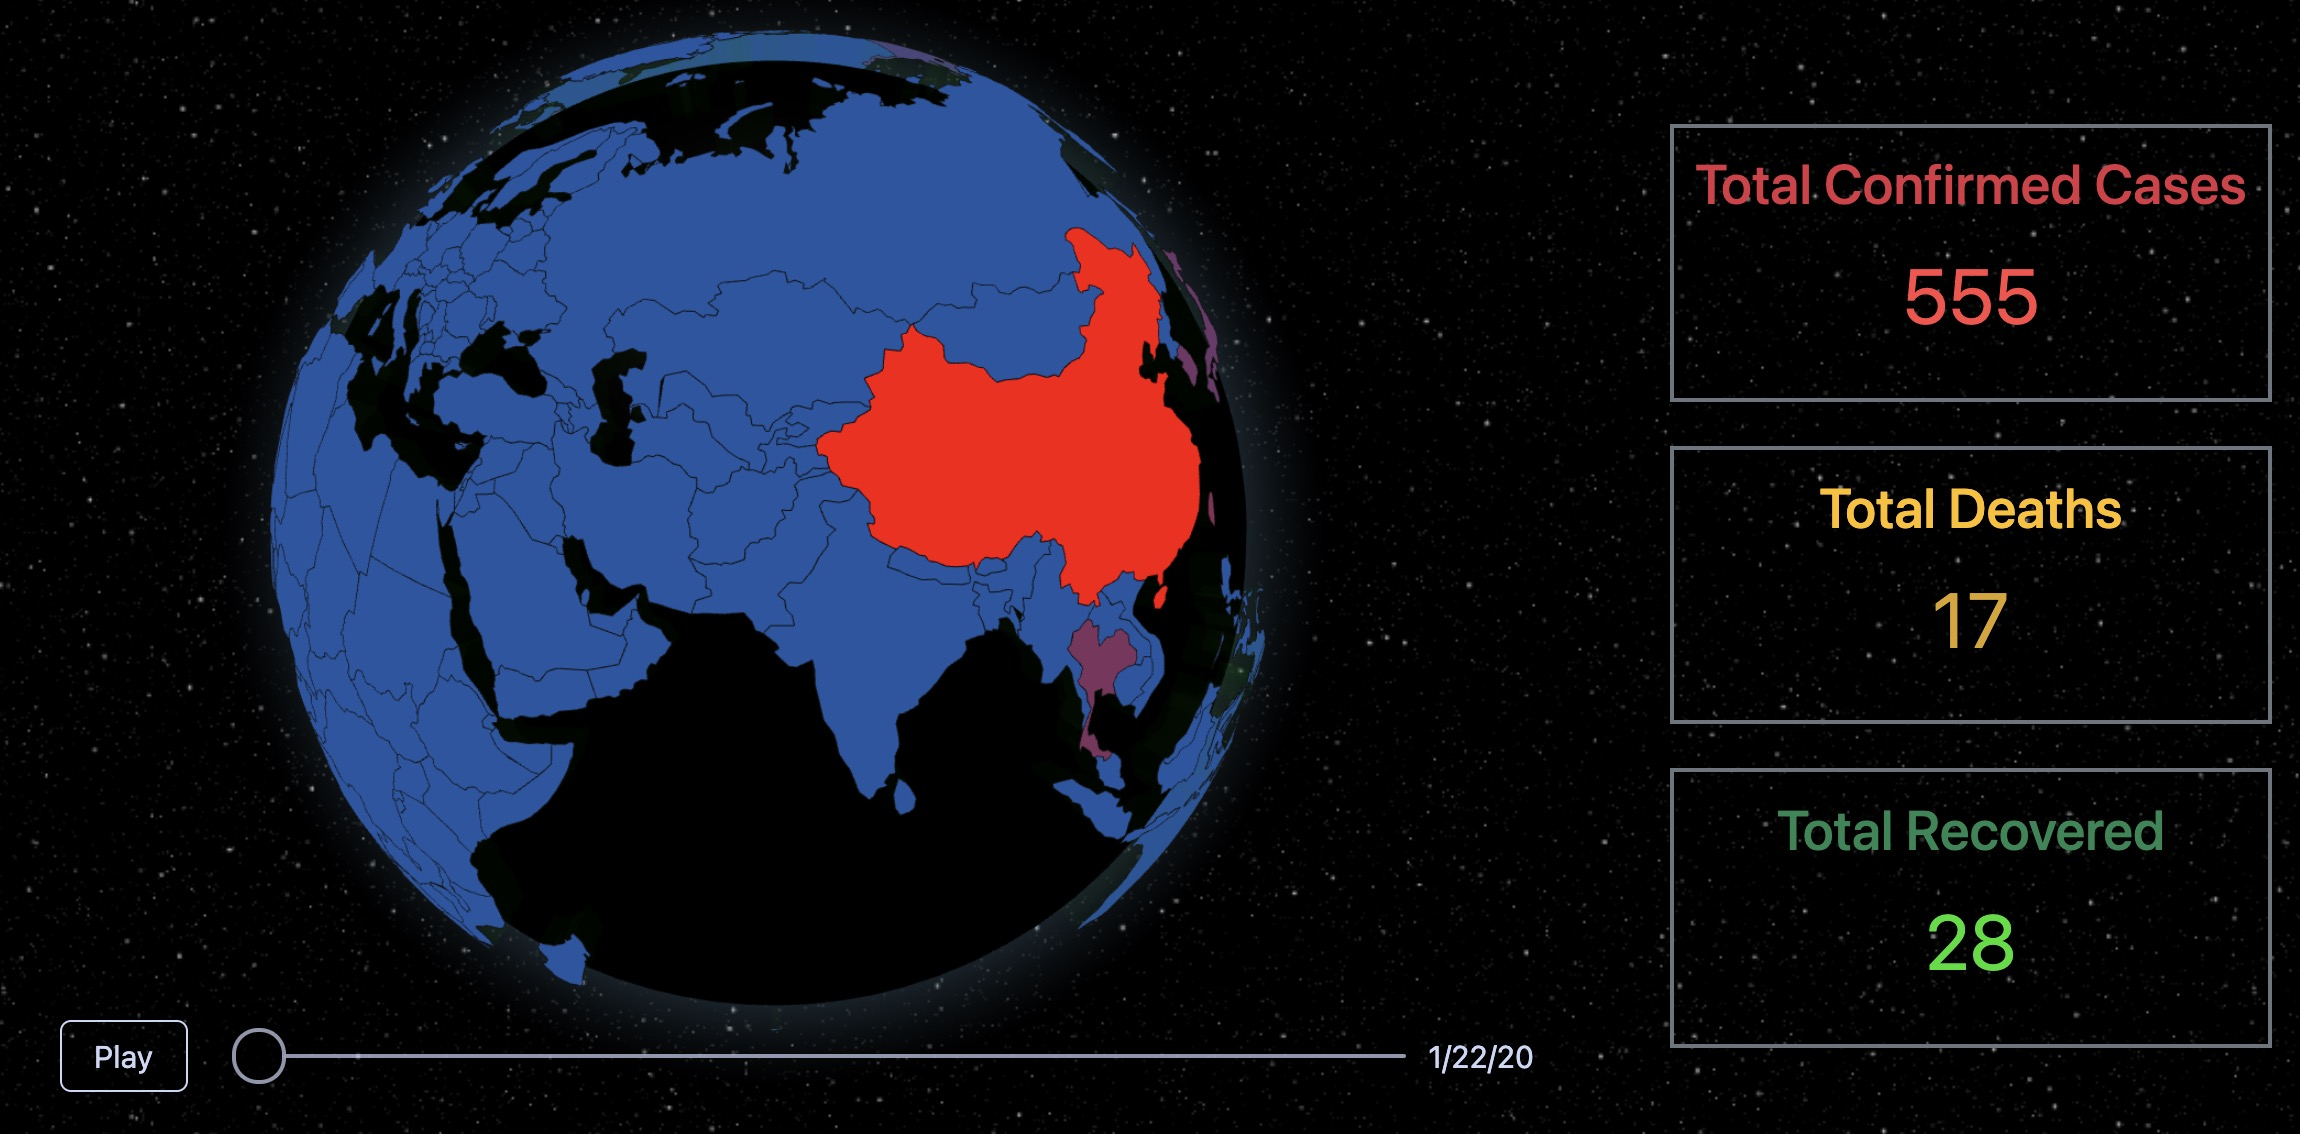 Total Confirmed Cases
555
Total Deaths
17
Total Recovered
28
Play
1/22/20